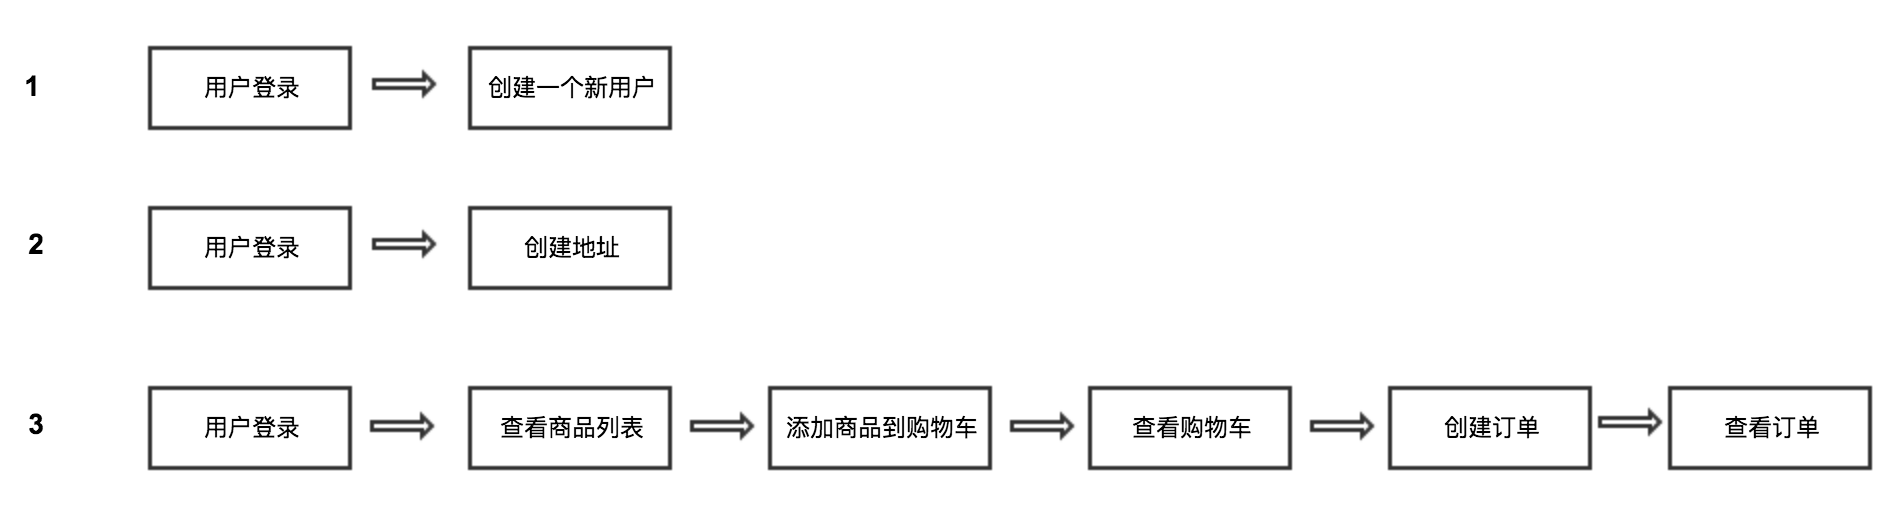 1 用户登录 创建一个新用户
2 用户登录 创建地址
3 用户登录 查看商品列表 添加商品到购物车 查看购物车 创建订单 查看订单